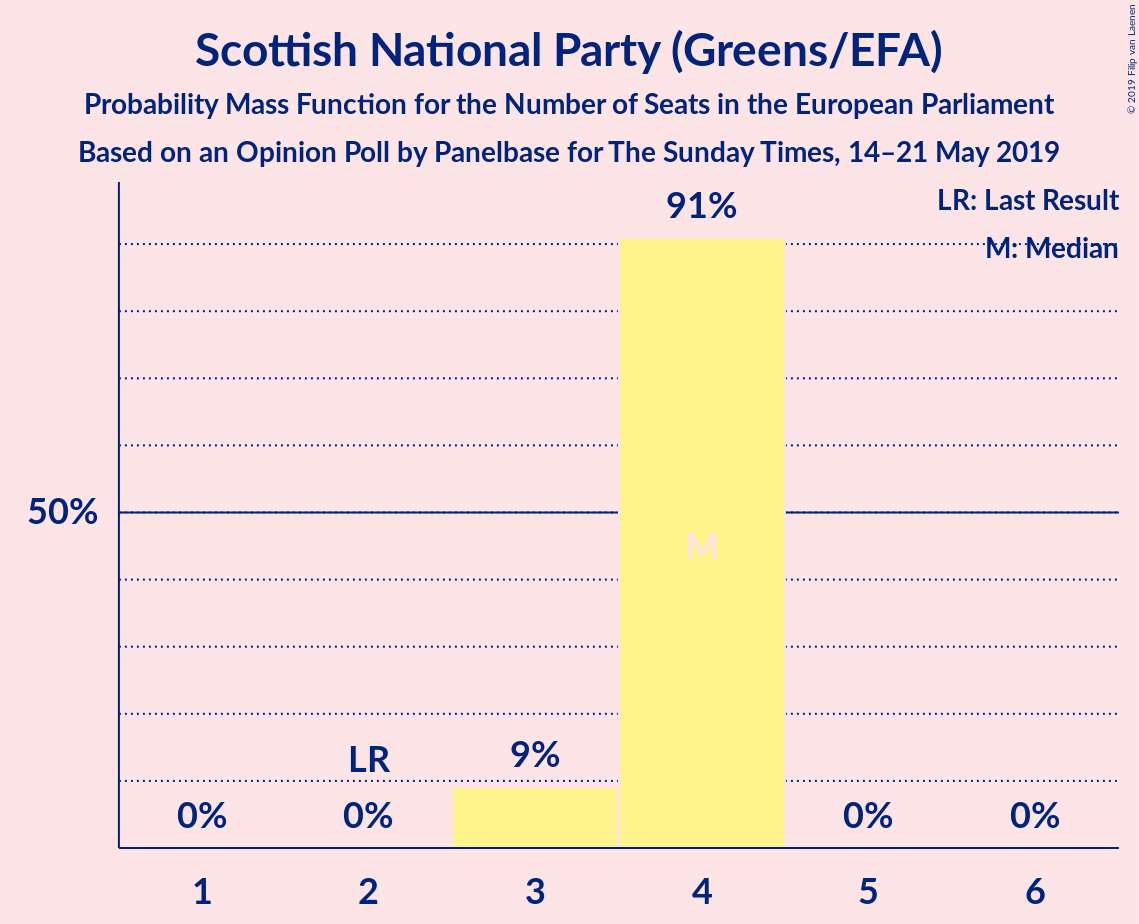 Scottish National Party (Greens/EFA)
Probability Mass Function for the Number of Seats in the European Parliament
Based on an Opinion Poll by Panelbase for The Sunday Times, 14–21 May 2019
© 2019 Filip van Laenen
LR: Last Result
M: Median
91%
50%
M
LR
9%
0%
0%
0%
0%
1
2
3
4
5
6